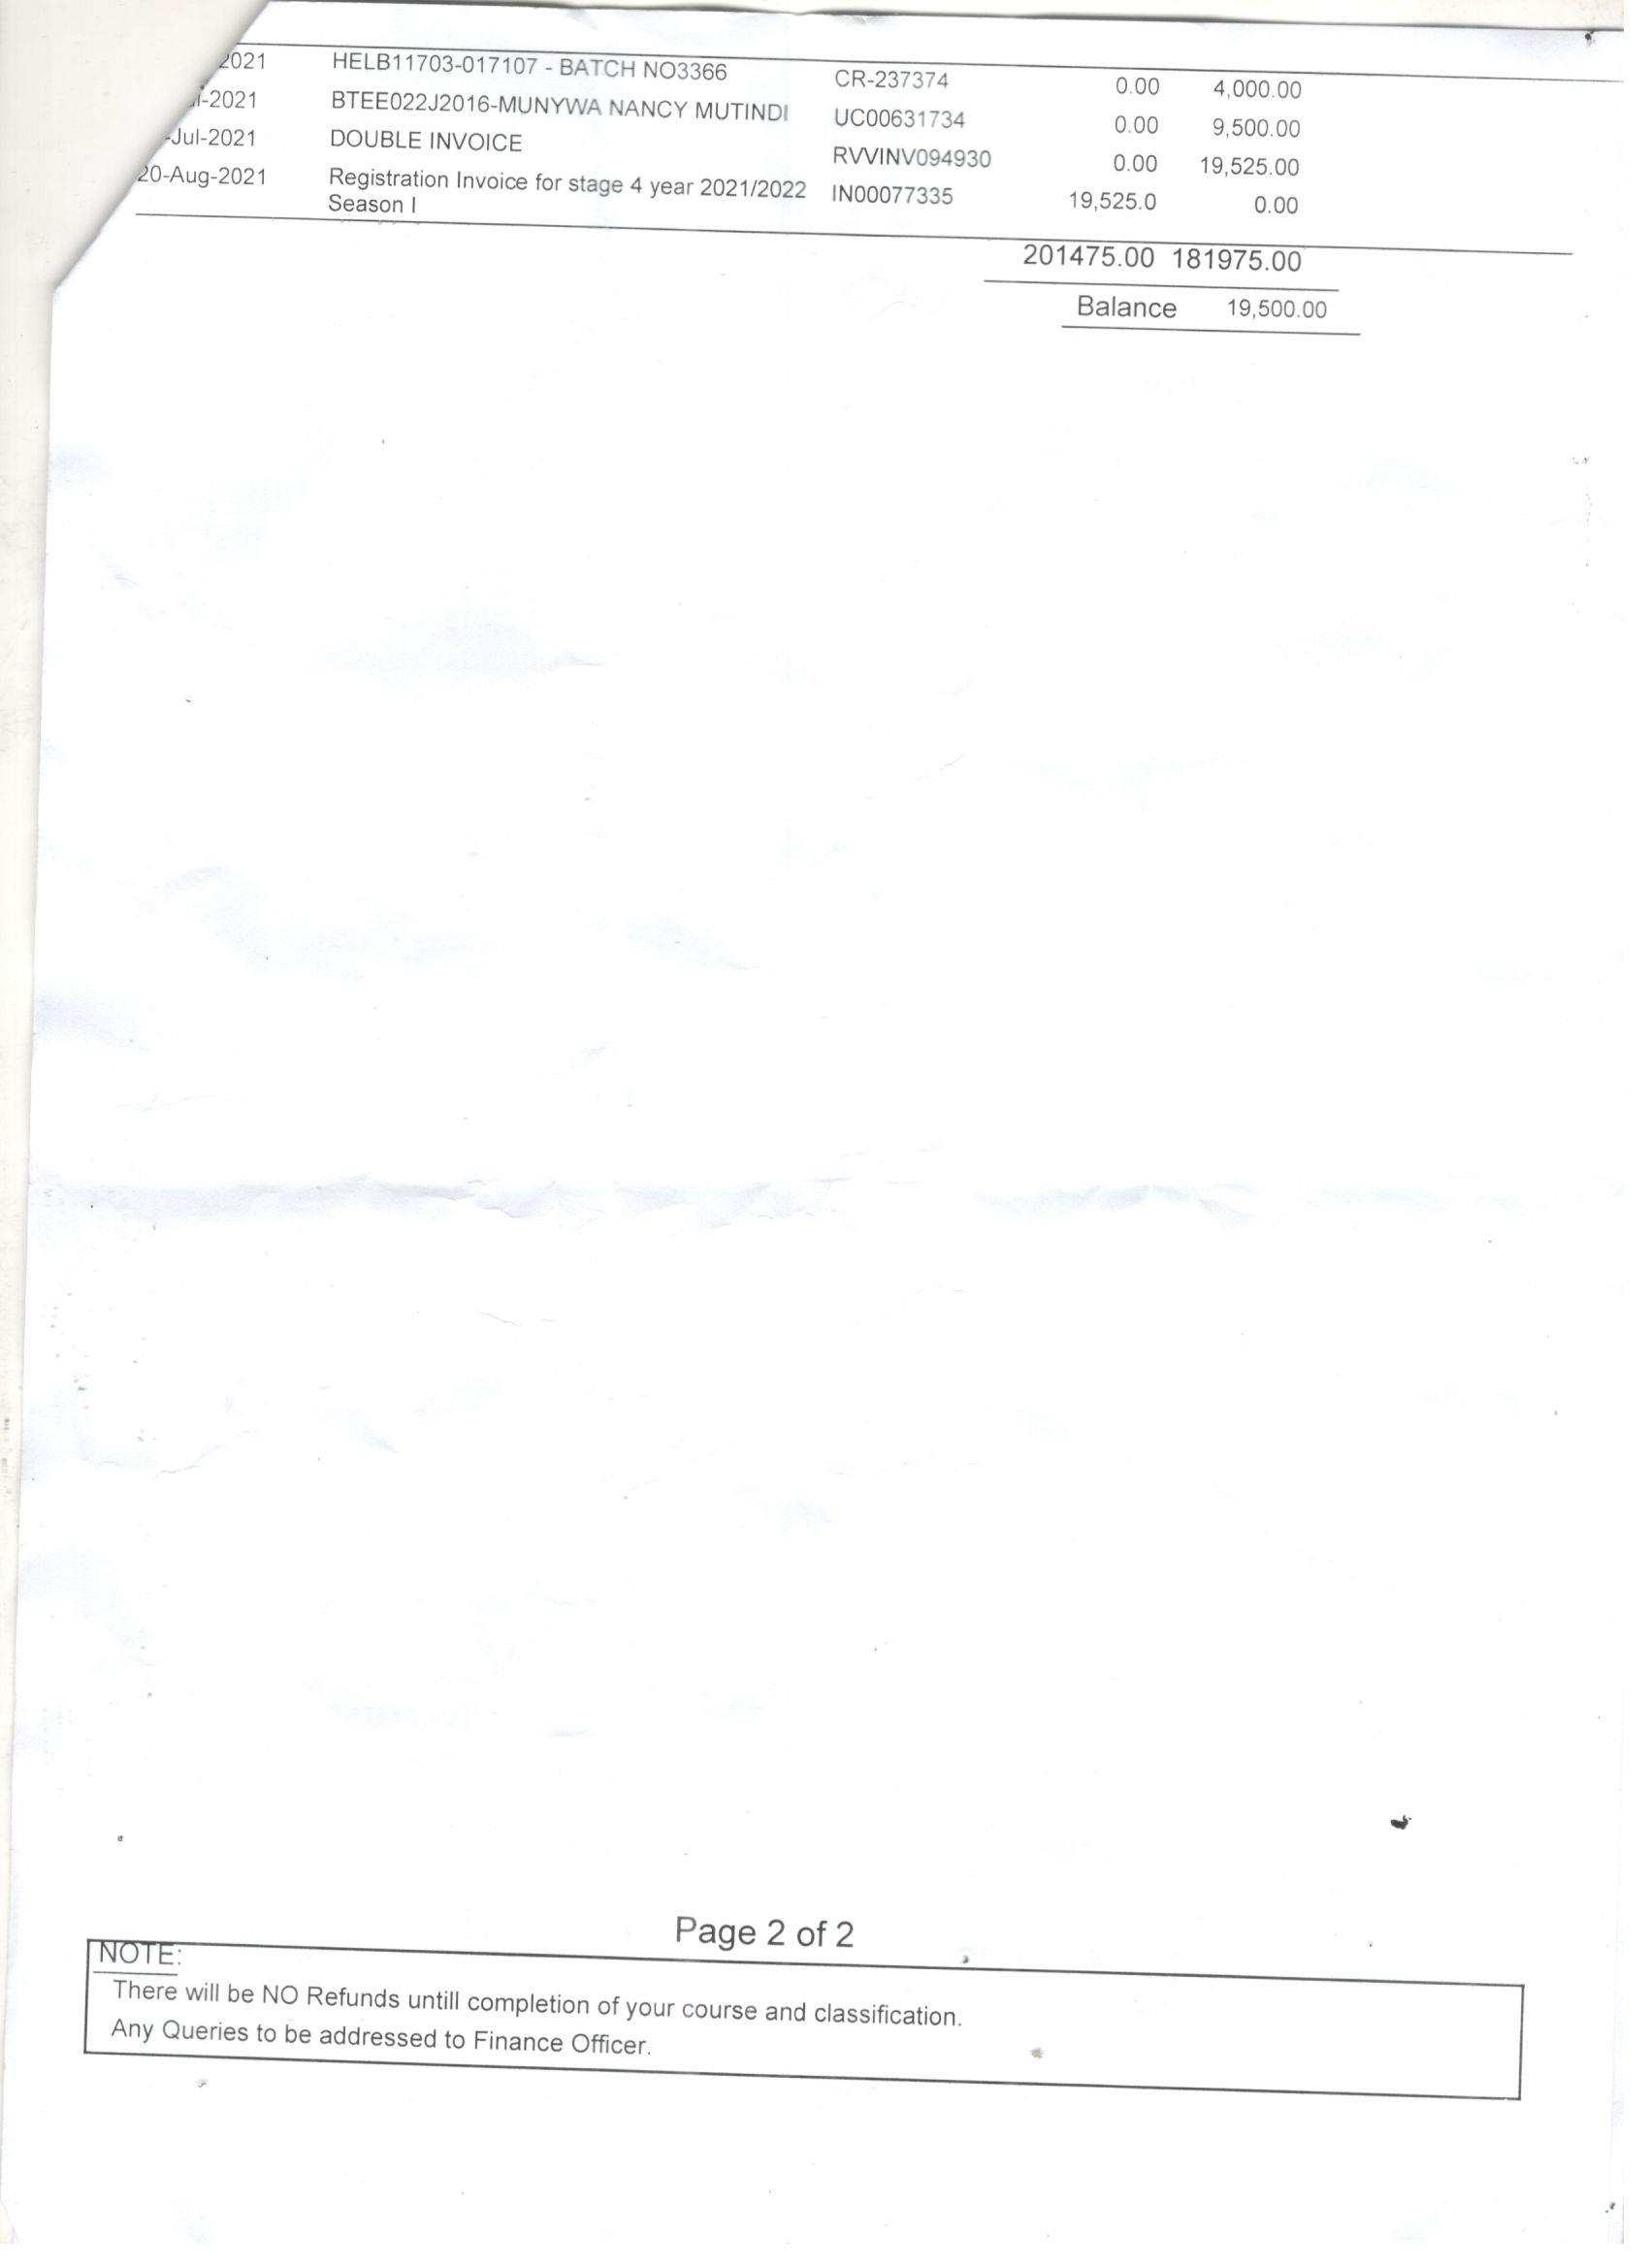 2021 HELB11703-017107 - BATCH NO3366 CR-237374 0.00 4,000.00
-2021 BTEE022J2016-MUNYWA NANCY MUTINDI UC00631734 0.00 9,500.00
-Jul-2021 DOUBLE INVOICE RVVINV094930 0.00 19,525.00
20-Aug-2021 Registration Invoice for stage 4 year 2021/2022 IN00077335 19,525.0 0.00
Season I
201475.00 181975.00
Balance 19,500.00
Page 2 of 2
NOTE:
There will be NO Refunds untill completion of your course and classification.
Any Queries to be addressed to Finance Officer.